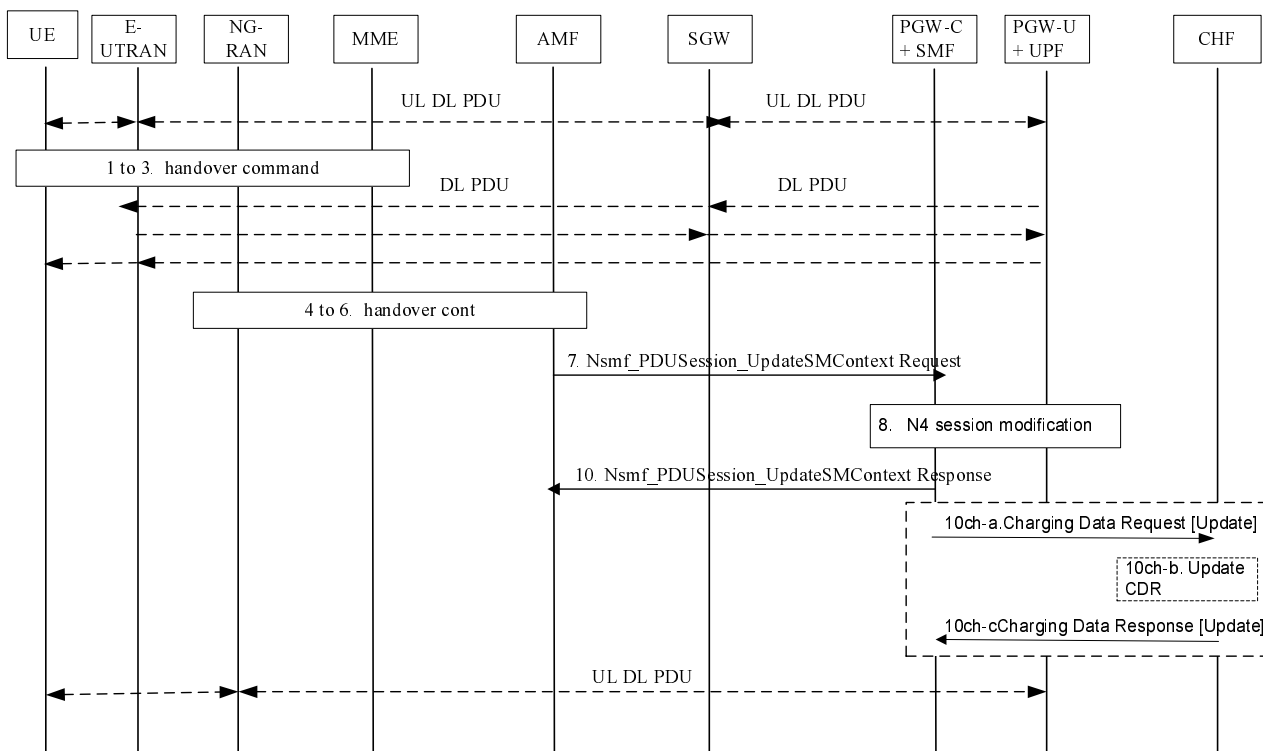 UE
E-
UTRAN
NG-
RAN
MME
AMF
SGW
PGW-C
+ SMF
PGW-U
+ UPF
CHF
UL DL PDU
UL DL PDU
1 to 3. handover command
DL PDU
DL PDU
4 to 6. handover cont
7. Nsmf_PDUSession_UpdateSMContext Request
8. N4 session modification
10. Nsmf_PDUSession_UpdateSMContext Response
10ch-a.Charging Data Request [Update]
10ch-b. Update
CDR
10ch-cCharging Data Response [Update]
UL DL PDU